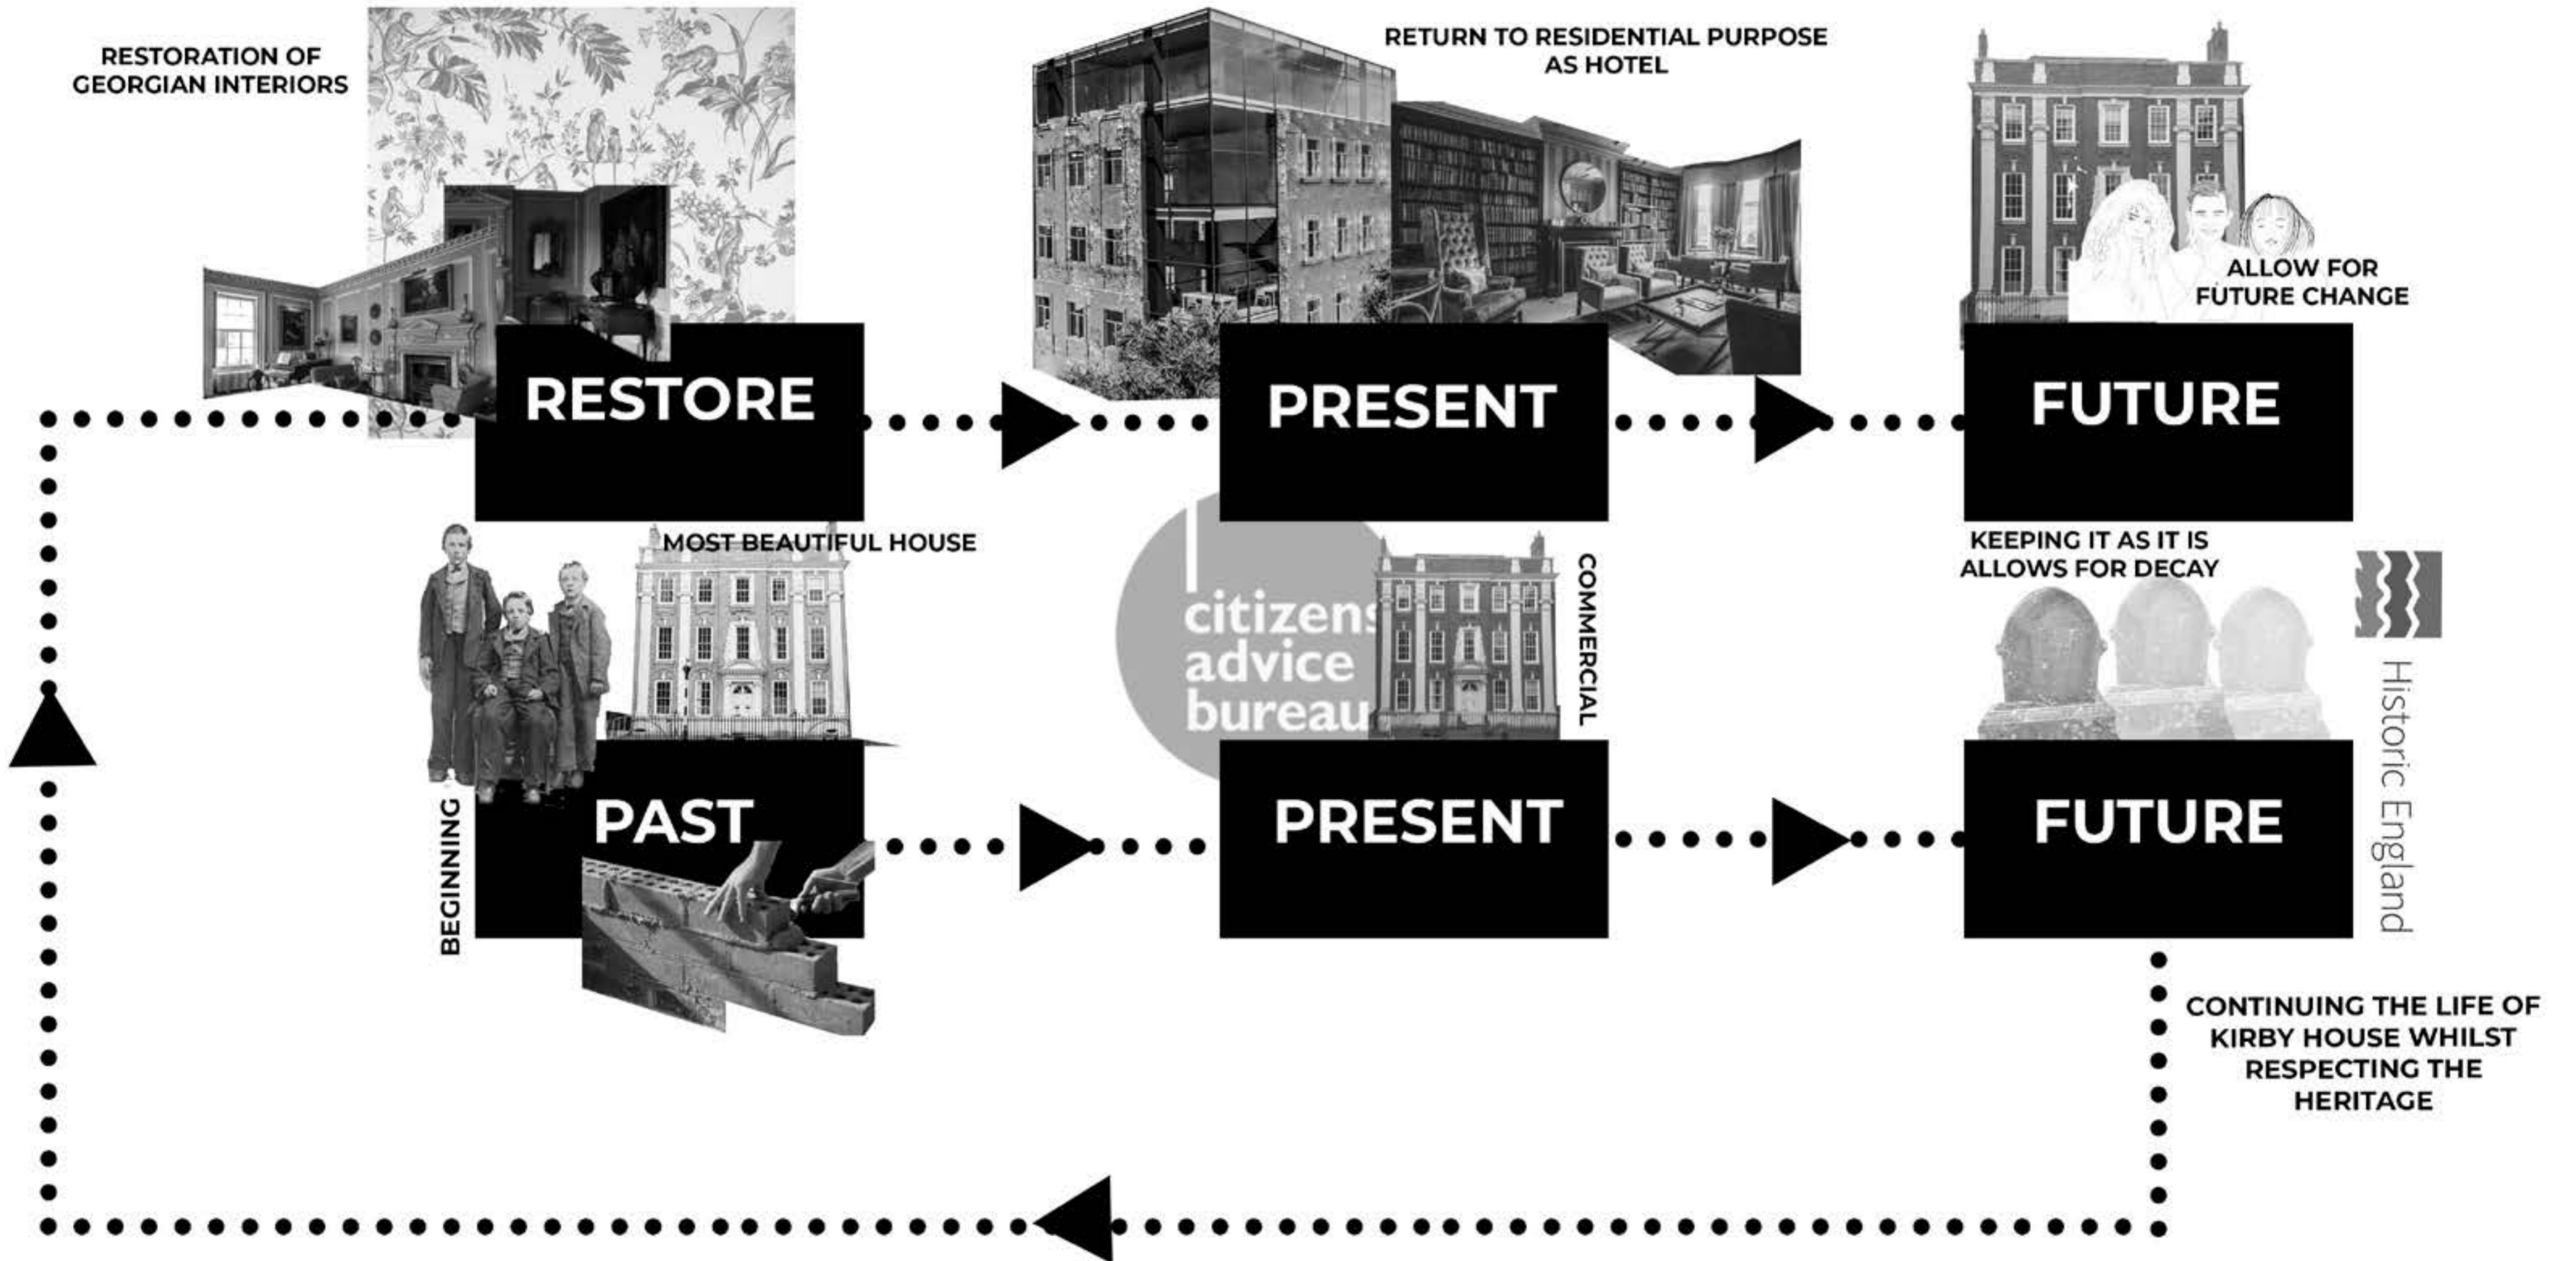 RESTORATION OF
GEORGIAN INTERIORS
RETURN TO RESIDENTIAL PURPOSE
AS HOTEL
ALLOW FOR
FUTURE CHANGE
RESTORE
PRESENT
FUTURE
MOST BEAUTIFUL HOUSE
citizens
advice
bureau
COMMERCIAL
KEEPING IT AS IT IS
ALLOWS FOR DECAY
Historic England
BEGINNING
PAST
PRESENT
FUTURE
CONTINUING THE LIFE OF
KIRBY HOUSE WHILST
RESPECTING THE
HERITAGE